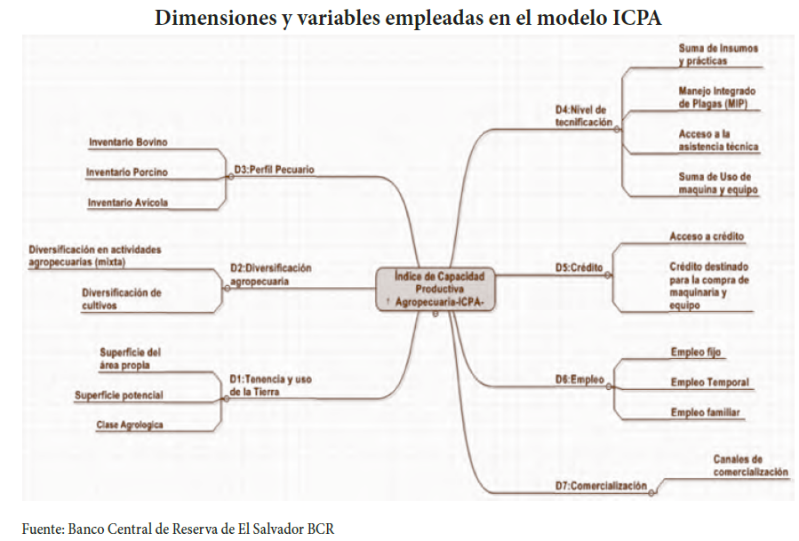 Dimensiones y variables empleadas en el modelo ICPA
Inventario Bovino
Inventario Porcino
Inventario Avícola
D3:Perfil Pecuario
Diversificación en actividades
agropecuarias (mixta)
Diversificación de
cultivos
D2:Diversificación
agropecuaria
Superficie del
área propia
Superficie potencial
Clase Agrologica
D1:Tenencia y uso
de la Tierra
Índice de Capacidad
Productiva
Agropecuaria-ICPA-
D4:Nivel de
tecnificación
Suma de Insumos
y prácticas
Manejo Integrado
de Plagas (MIP)
Acceso a la
asistencia técnica
Suma de Uso de
maquina y equipo
D5:Crédito
Acceso a crédito
Crédito destinado
para la compra de
maquinaria y
equipo
D6:Empleo
Empleo fijo
Empleo Temporal
Empleo familiar
D7:Comercialización
Canales de
comercialización
Fuente: Banco Central de Reserva de El Salvador BCR